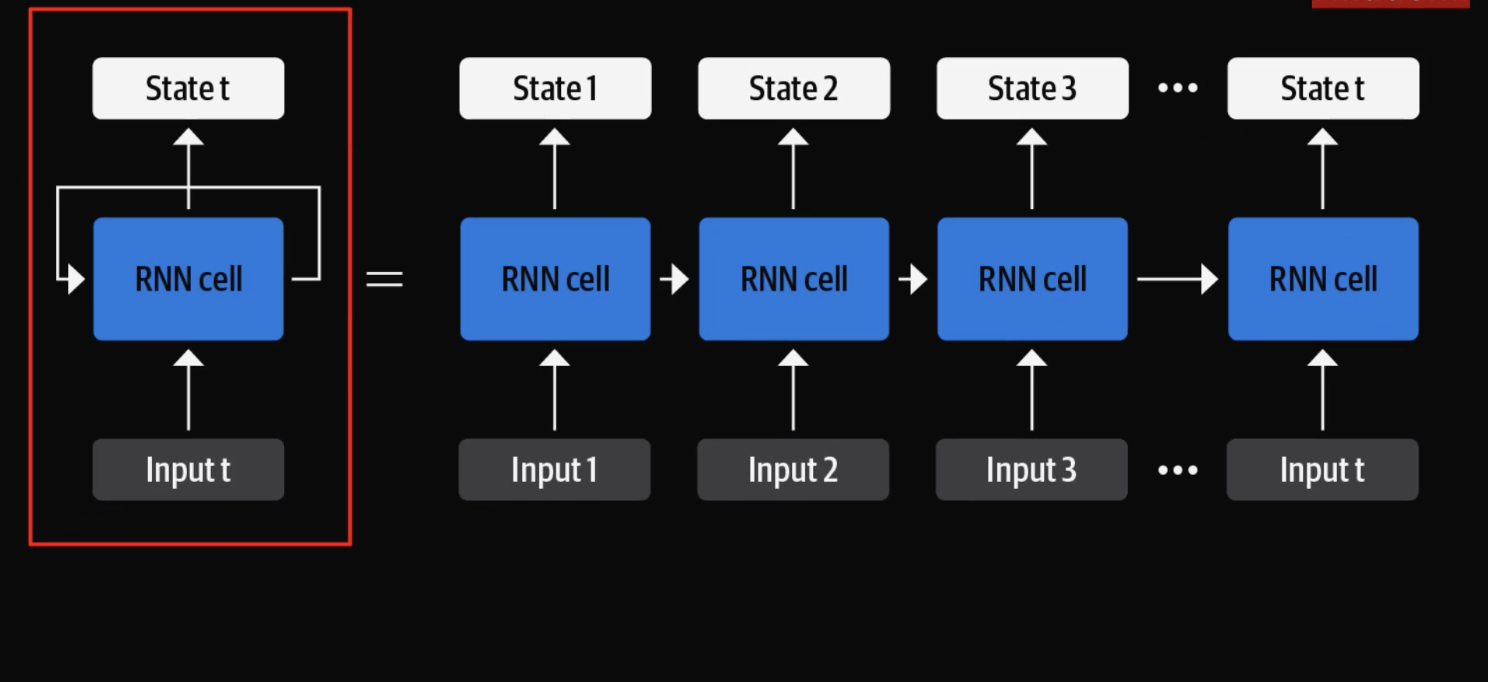 State t
State 1
State 2
State 3
•••
State t
RNN cell
=
RNN cell
RNN cell
RNN cell
RNN cell
Input t
Input 1
Input 2
Input 3
•••
Input t